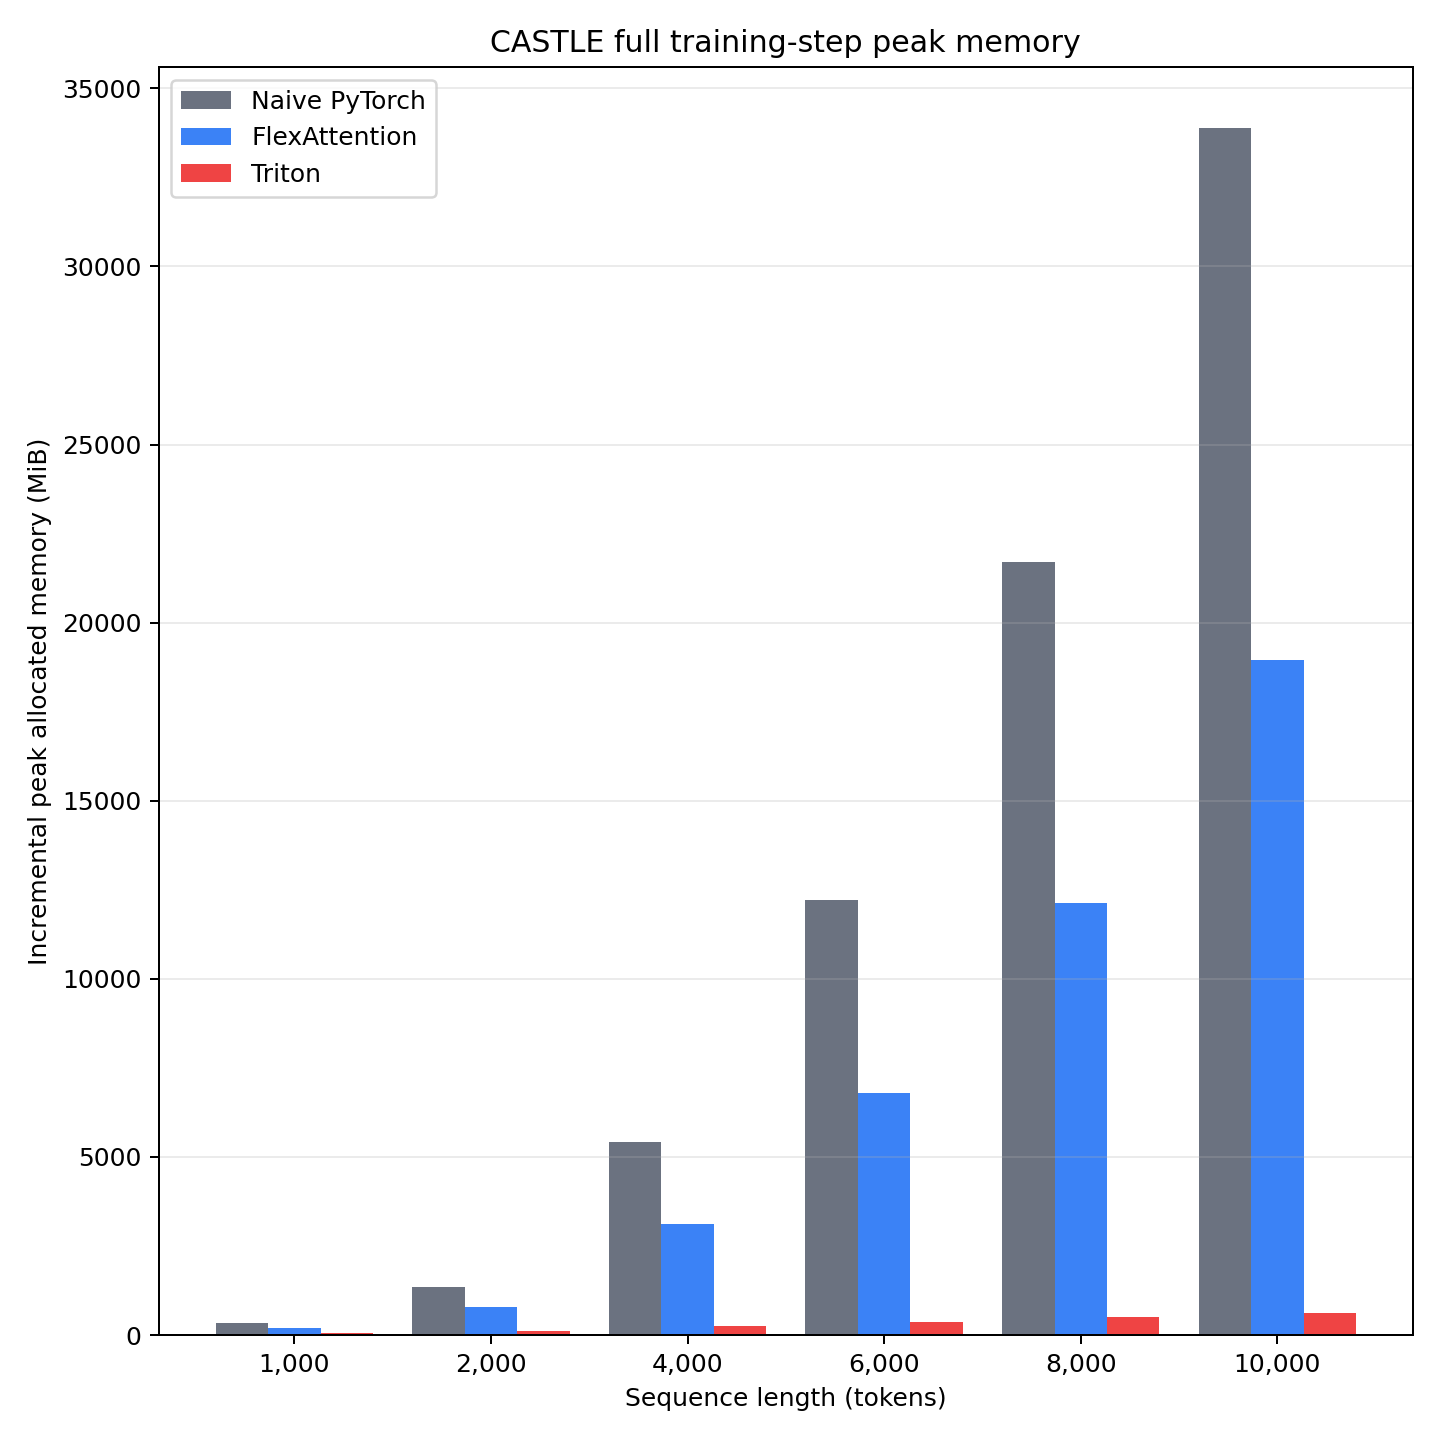 CASTLE full training-step peak memory
Naive PyTorch
FlexAttention
Triton
Incremental peak allocated memory (MiB)
35000
30000
25000
20000
15000
10000
5000
0
1,000 2,000 4,000 6,000 8,000 10,000
Sequence length (tokens)